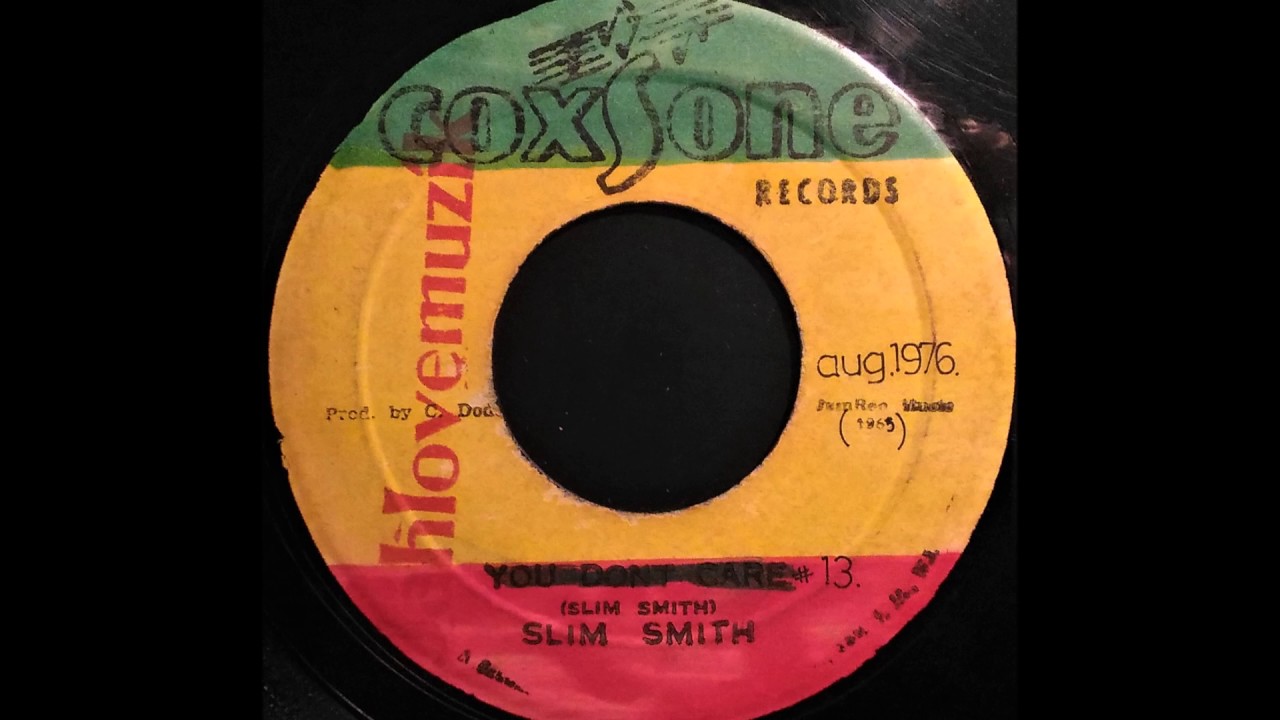 coxsone
RECORDS
hlovemuzi
aug.1976.
Prod. by C. Dod
(1965)
YOU DONT CARE #13.
(SLIM SMITH)
SLIM SMITH
A